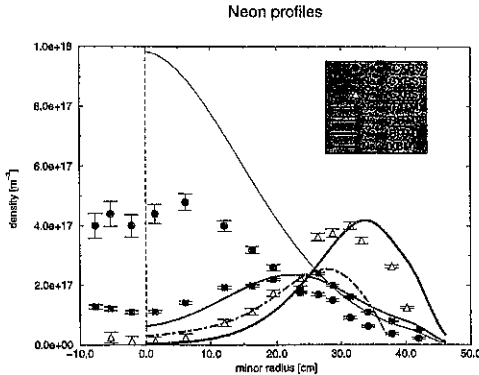 Neon profiles
1.0e+18
8.0e+17
6.0e+17
4.0e+17
2.0e+17
0.0e+00
density [m⁻³]
-10.0 0.0 10.0 20.0 30.0 40.0 50.0
minor radius [cm]